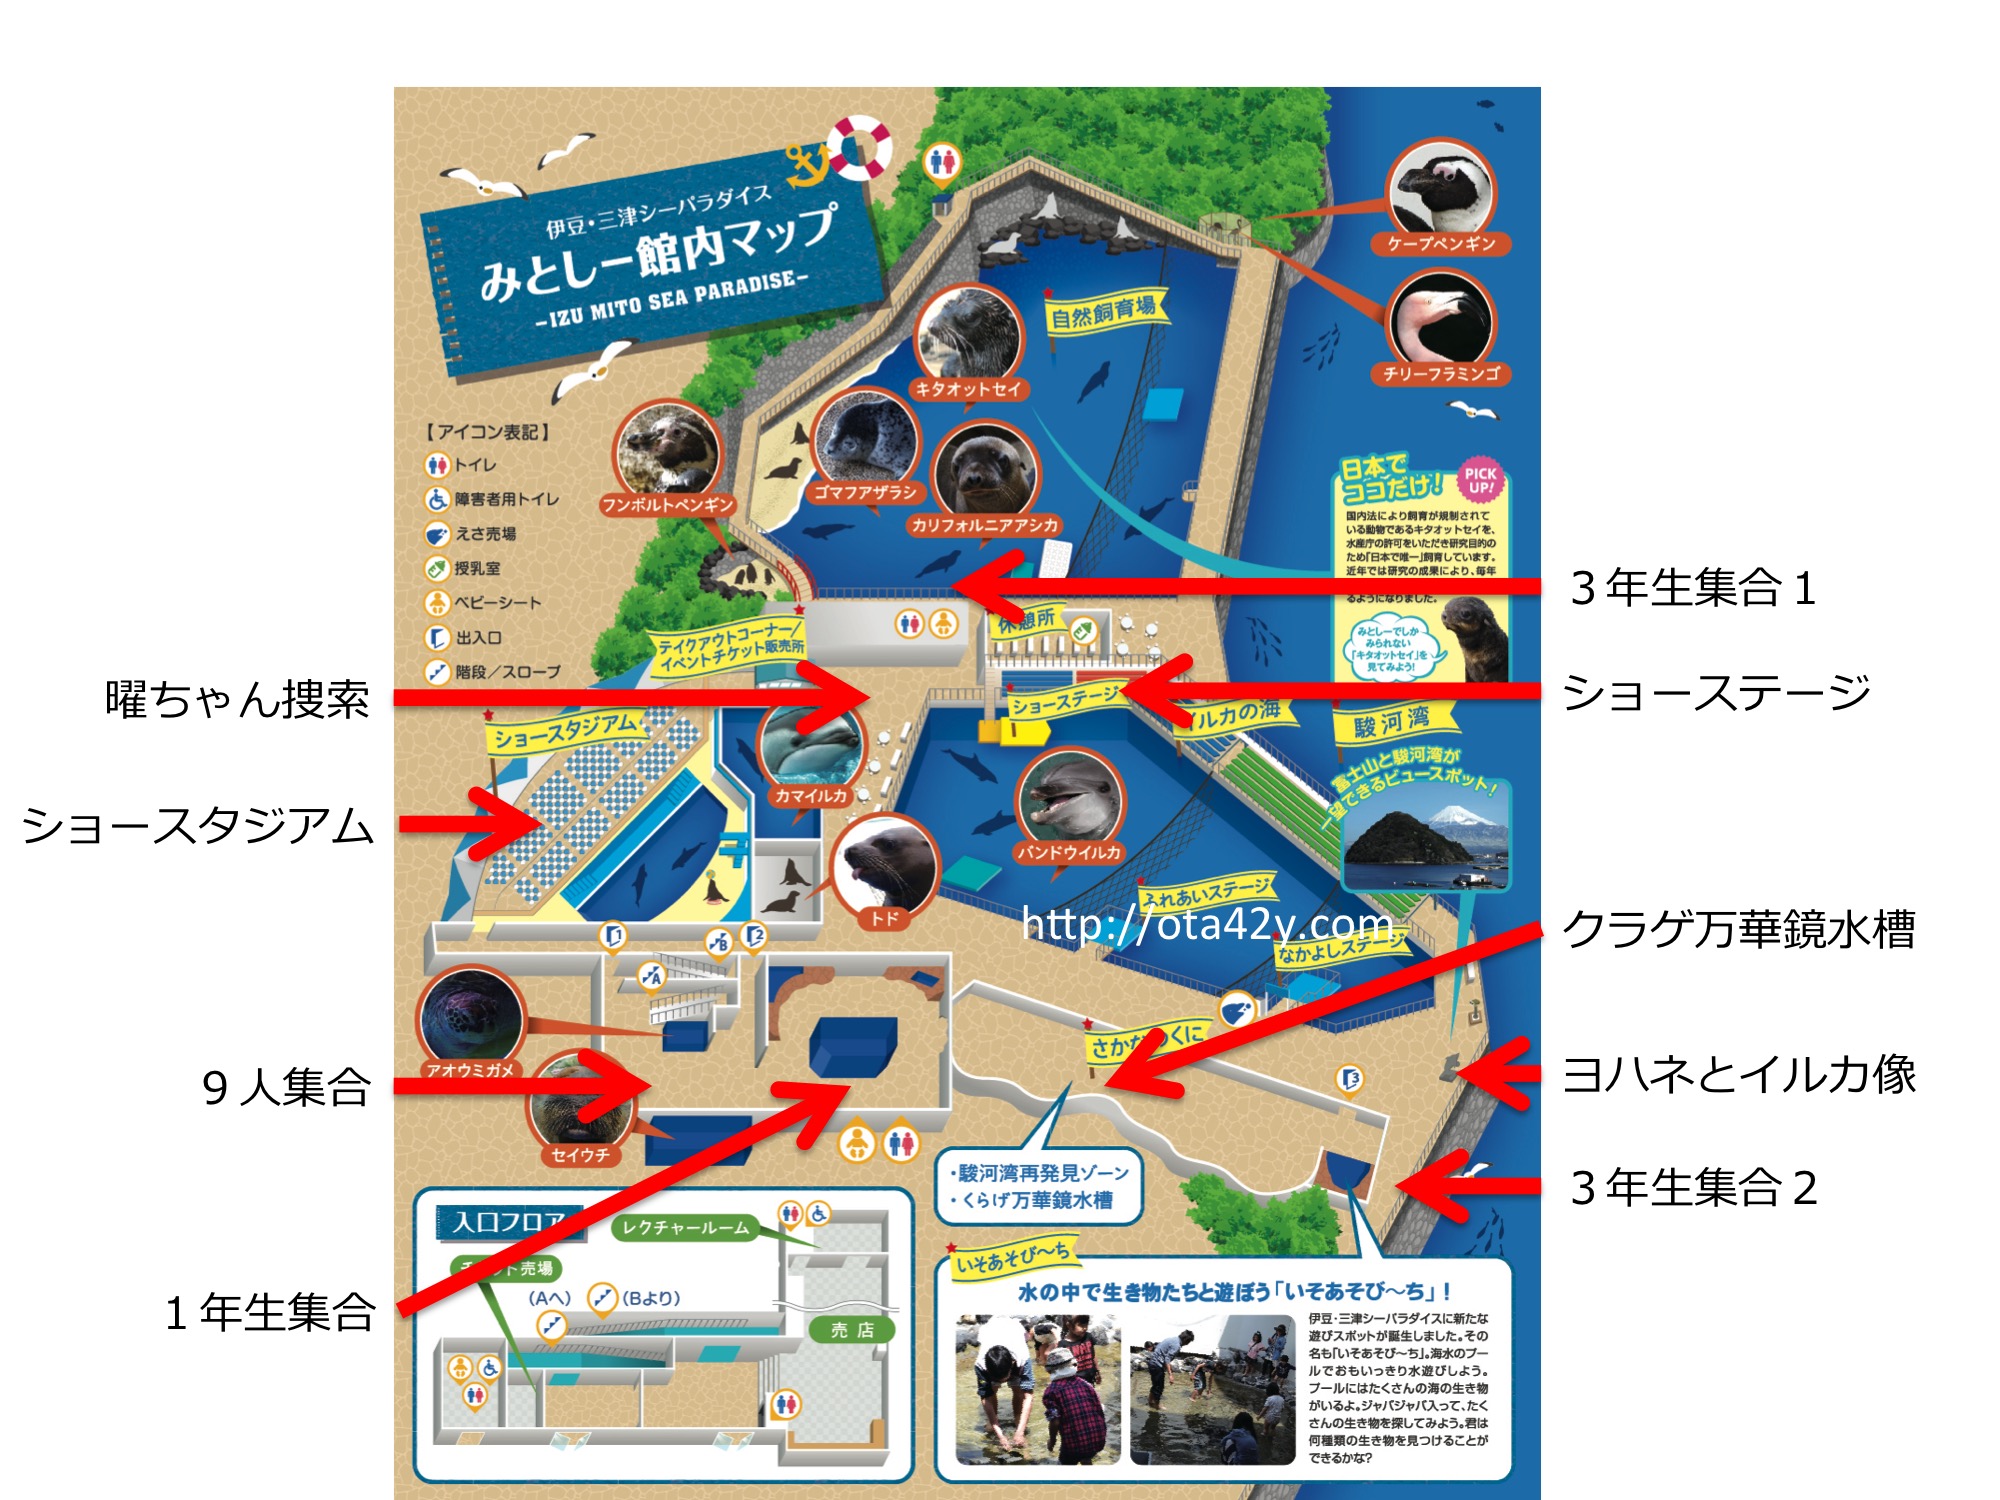 伊豆・三津シーパラダイス
みとしー館内マップ
-IZU MITO SEA PARADISE-
ケープペンギン
チリーフラミンゴ
自然飼育場
キタオットセイ
ゴマフアザラシ
カリフォルニアアシカ
フンボルトペンギン
【アイコン表記】
トイレ
障害者用トイレ
えさ売場
授乳室
ベビーシート
出入口
階段／スロープ
日本で
ココだけ！
PICK
UP!
国内法により飼育が規制されて
いる動物であるキタオットセイを、
水産庁の許可をいただき研究目的の
ため「日本で唯一」飼育しています。
近年では研究の成果により、毎年
るようになりました。
みとしーでしか
みられない
「キタオットセイ」を
見てみよう！
３年生集合１
休憩所
テイクアウトコーナー／
イベントチケット販売所
曜ちゃん捜索
ショーステージ
ショーステージ
イルカの海
駿河湾
富士山と駿河湾が
一望できるビュースポット！
ショースタジアム
ショースタジアム
カマイルカ
バンドウイルカ
トド
ふれあいステージ
http://ota42y.com
なかよしステージ
クラゲ万華鏡水槽
1
B
2
A
アオウミガメ
さかなのくに
3
９人集合
ヨハネとイルカ像
セイウチ
・駿河湾再発見ゾーン
・くらげ万華鏡水槽
３年生集合２
入口フロア
レクチャールーム
チケット売場
(Aへ)
(Bより)
売店
１年生集合
いそあそび〜ち
水の中で生き物たちと遊ぼう「いそあそび〜ち」！
伊豆・三津シーパラダイスに新たな
遊びスポットが誕生しました。その
名も「いそあそび〜ち」。海水のプー
ルでおもいっきり水遊びしよう。
プールにはたくさんの海の生き物
がいるよ。ジャバジャバ入って、たく
さんの生き物を探してみよう。君は
何種類の生き物を見つけることが
できるかな？